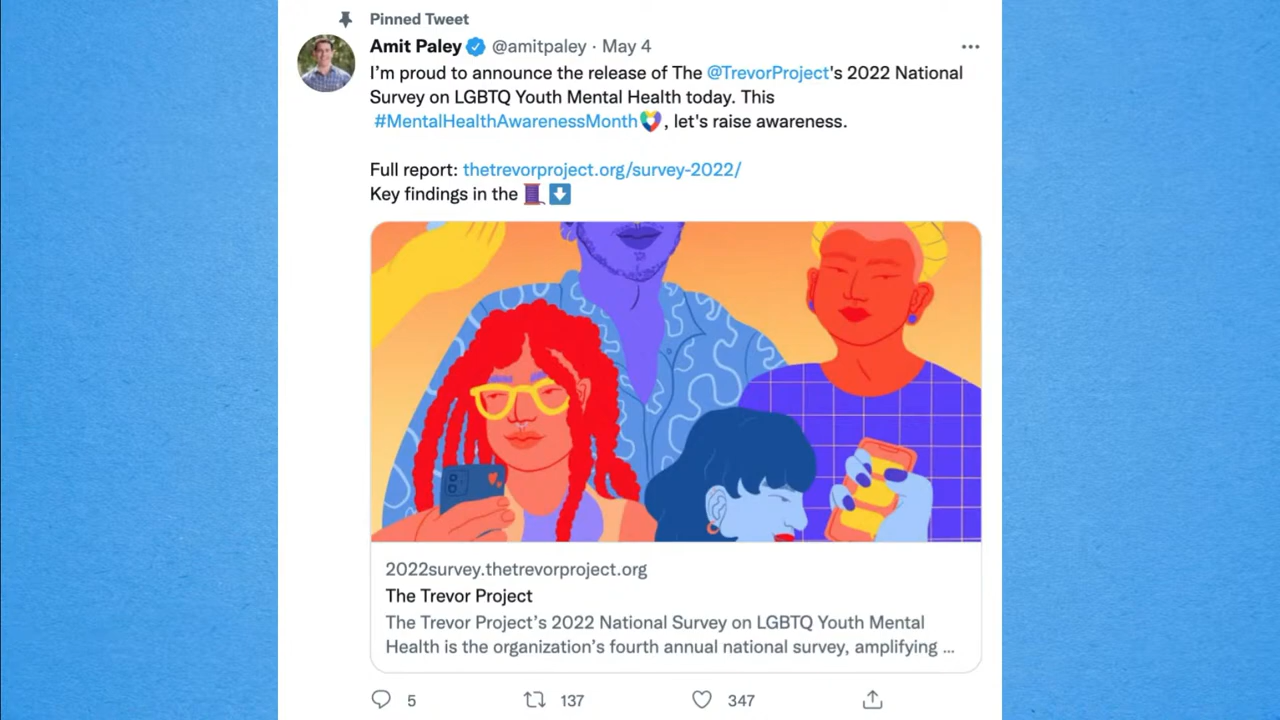 Pinned Tweet
Amit Paley @amitpaley · May 4
I’m proud to announce the release of The @TrevorProject's 2022 National
Survey on LGBTQ Youth Mental Health today. This
#MentalHealthAwarenessMonth, let's raise awareness.
Full report: thetrevorproject.org/survey-2022/
Key findings in the
2022survey.thetrevorproject.org
The Trevor Project
The Trevor Project’s 2022 National Survey on LGBTQ Youth Mental
Health is the organization’s fourth annual national survey, amplifying ...
5 137 347